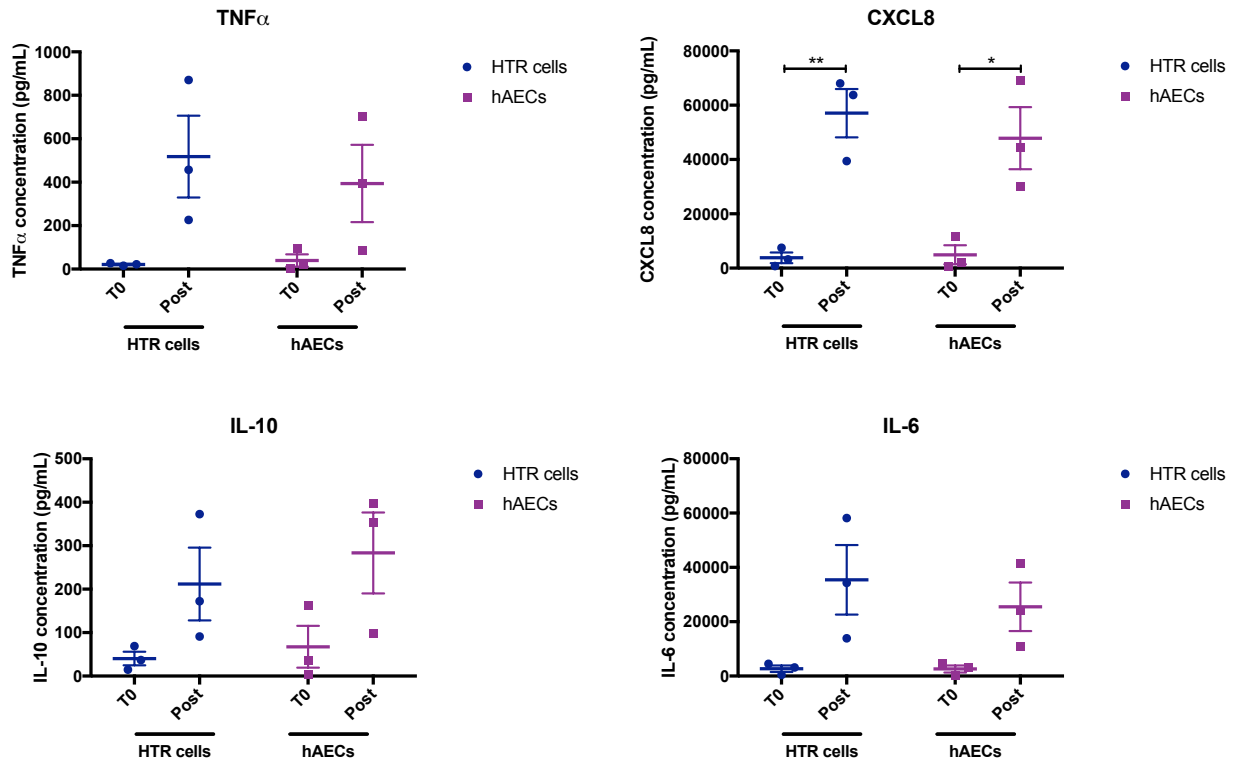 TNFα
TNFα concentration (pg/mL)
1000
800
600
400
200
0
T0
Post
T0
Post
HTR cells
hAECs
HTR cells
hAECs
CXCL8
CXCL8 concentration (pg/mL)
80000
60000
40000
20000
0
**
*
T0
Post
T0
Post
HTR cells
hAECs
HTR cells
hAECs
IL-10
IL-10 concentration (pg/mL)
500
400
300
200
100
0
T0
Post
T0
Post
HTR cells
hAECs
HTR cells
hAECs
IL-6
IL-6 concentration (pg/mL)
80000
60000
40000
20000
0
T0
Post
T0
Post
HTR cells
hAECs
HTR cells
hAECs